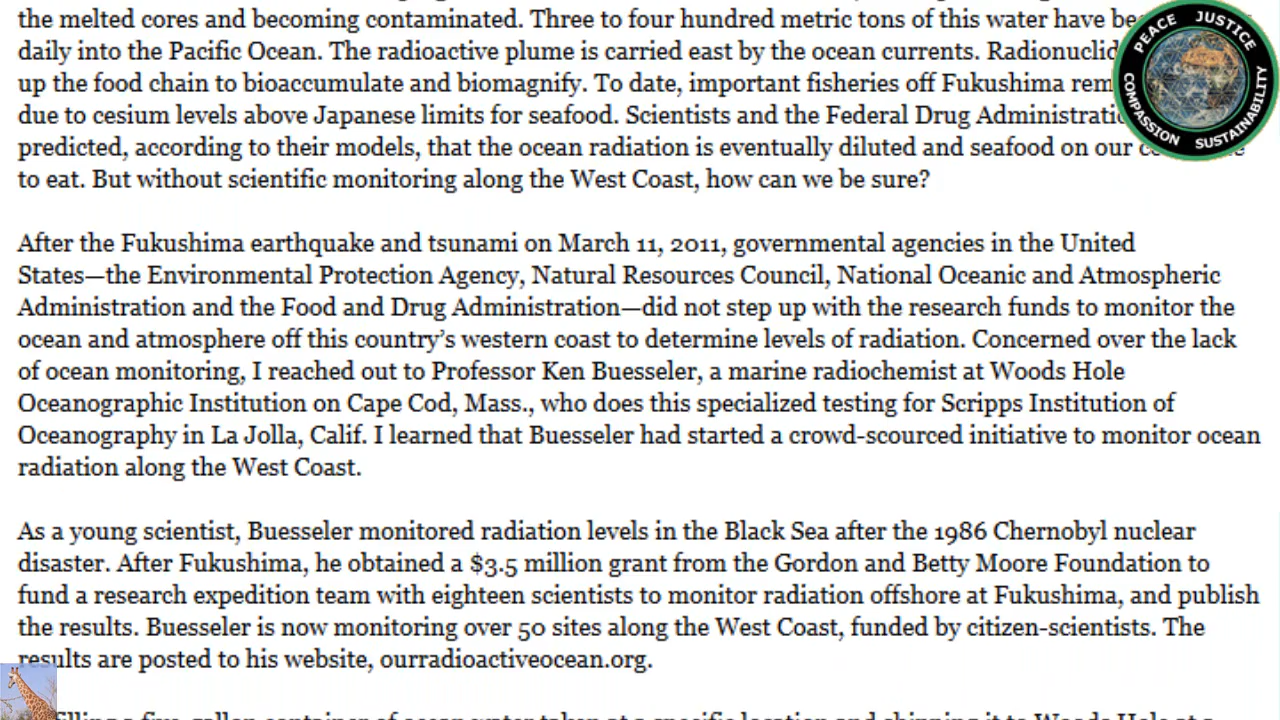 the melted cores and becoming contaminated. Three to four hundred metric tons of this water have
daily into the Pacific Ocean. The radioactive plume is carried east by the ocean currents.
up the food chain to bioaccumulate and biomagnify. To date, important fisheries off Fukushima
due to cesium levels above Japanese limits for seafood. Scientists and the Federal Drug
predicted, according to their models, that the ocean radiation is eventually diluted and seafood on our
to eat. But without scientific monitoring along the West Coast, how can we be sure?
After the Fukushima earthquake and tsunami on March 11, 2011, governmental agencies in the United
States—the Environmental Protection Agency, Natural Resources Council, National Oceanic and Atmospheric
Administration and the Food and Drug Administration—did not step up with the research funds to monitor the
ocean and atmosphere off this country’s western coast to determine levels of radiation. Concerned over the lack
of ocean monitoring, I reached out to Professor Ken Buesseler, a marine radiochemist at Woods Hole
Oceanographic Institution on Cape Cod, Mass., who does this specialized testing for Scripps Institution of
Oceanography in La Jolla, Calif. I learned that Buesseler had started a crowd-scourced initiative to monitor ocean
radiation along the West Coast.
As a young scientist, Buesseler monitored radiation levels in the Black Sea after the 1986 Chernobyl nuclear
disaster. After Fukushima, he obtained a $3.5 million grant from the Gordon and Betty Moore Foundation to
fund a research expedition team with eighteen scientists to monitor radiation offshore at Fukushima, and publish
the results. Buesseler is now monitoring over 50 sites along the West Coast, funded by citizen-scientists. The
results are posted to his website, ourradioactiveocean.org.
PEACE JUSTICE
COMPASSION SUSTAINABILITY